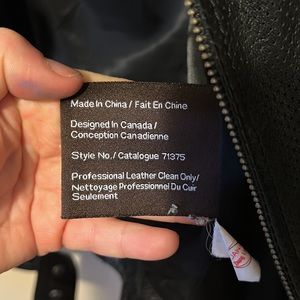 Made In China / Fait En Chine
Designed In Canada /
Conception Canadienne
Style No./ Catalogue 71375
Professional Leather Clean Only/
Nettoyage Professionnel Du Cuir
Seulement